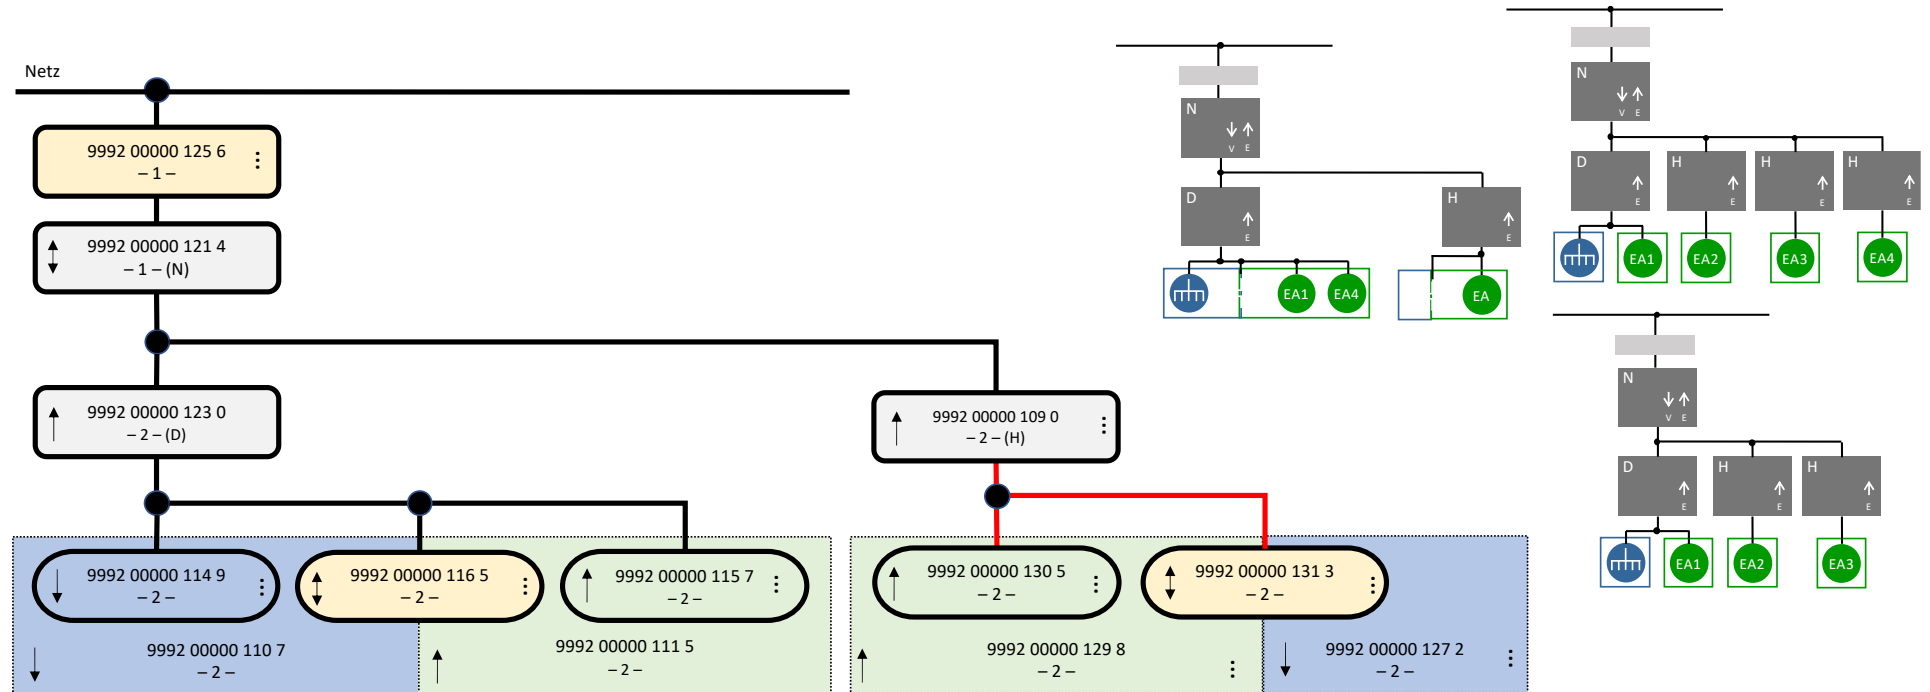 Netz
9992 00000 125 6
– 1 –
9992 00000 121 4
– 1 – (N)
9992 00000 123 0
– 2 – (D)
9992 00000 109 0
– 2 – (H)
9992 00000 114 9
– 2 –
9992 00000 116 5
– 2 –
9992 00000 115 7
– 2 –
9992 00000 130 5
– 2 –
9992 00000 131 3
– 2 –
9992 00000 110 7
– 2 –
9992 00000 111 5
– 2 –
9992 00000 129 8
– 2 –
9992 00000 127 2
– 2 –
N
V E
D
E
H
E
EA1
EA4
EA
N
V E
D
E
H
E
H
E
H
E
EA1
EA2
EA3
EA4
N
V E
D
E
H
E
H
E
EA1
EA2
EA3